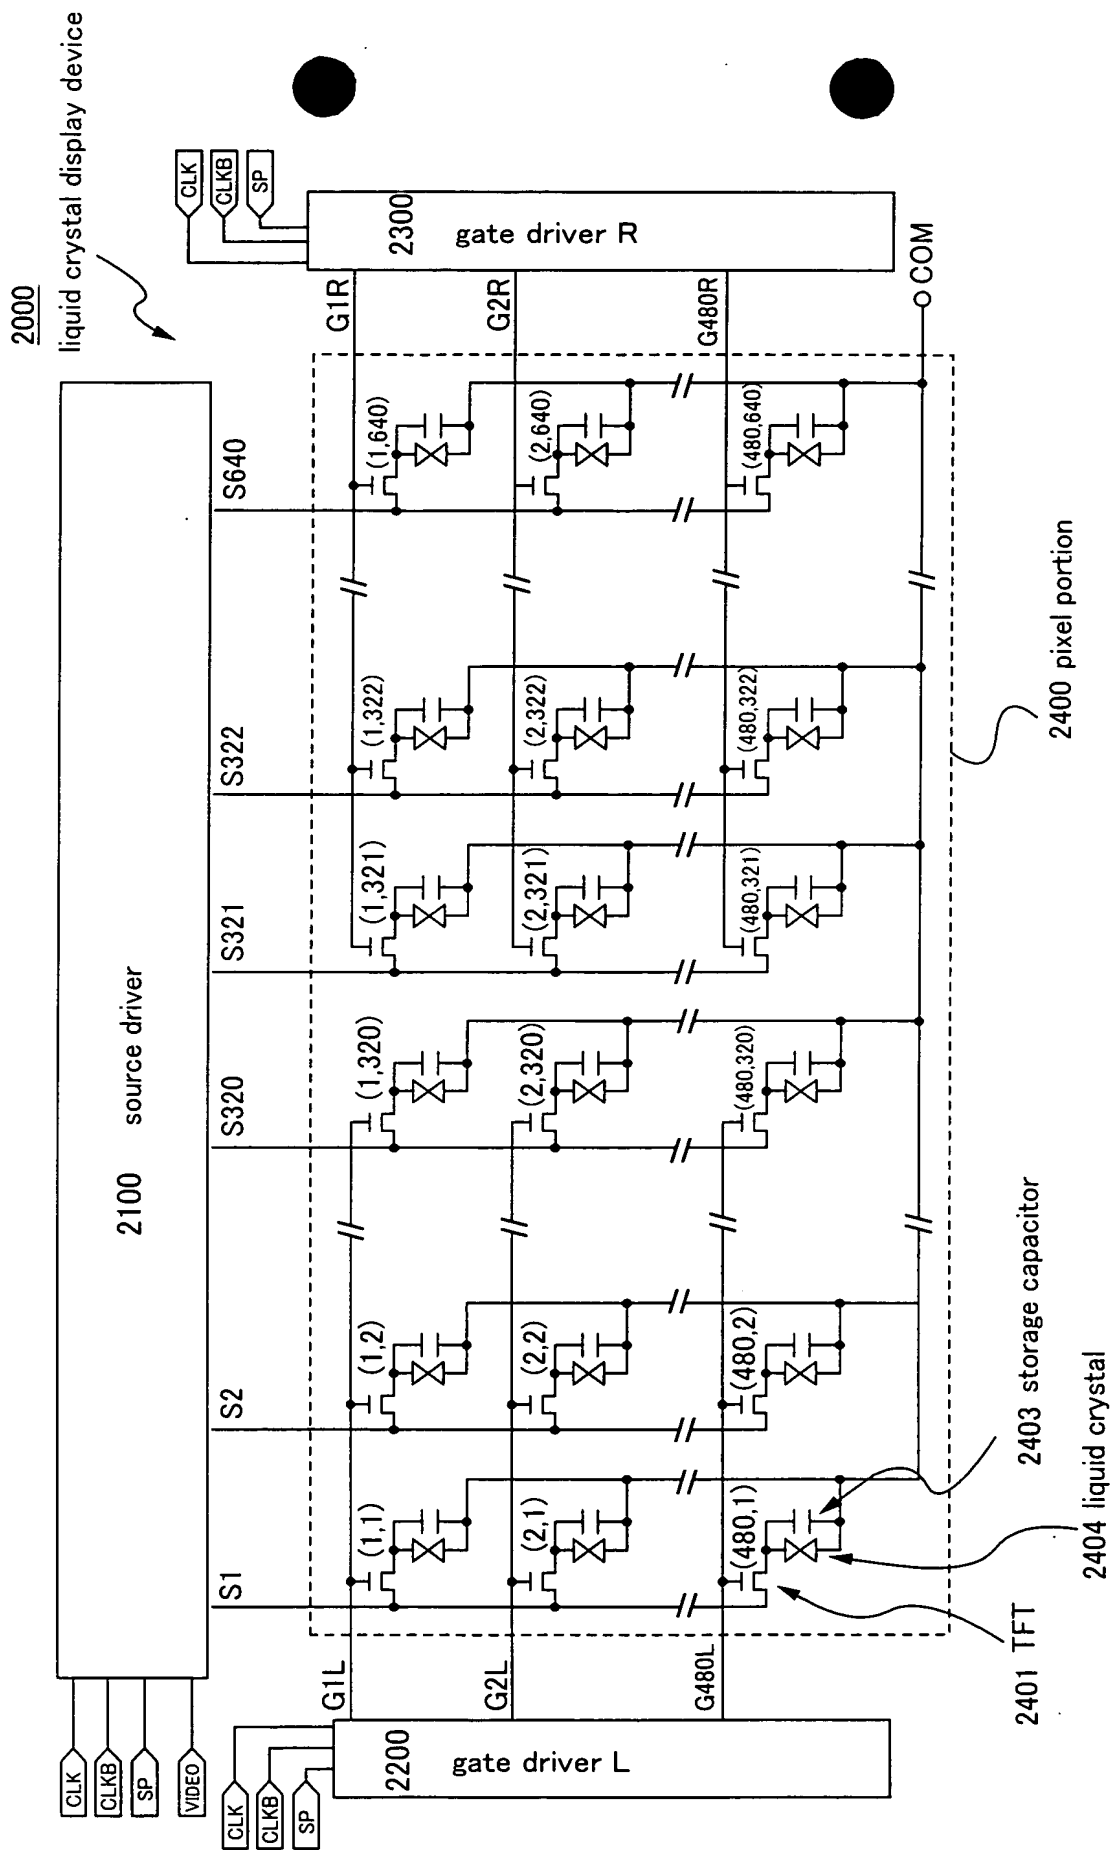 2000
liquid crystal display device
CLK
CLKB
SP
VIDEO
2100 source driver
CLK
CLKB
SP
CLK
CLKB
SP
S1
S2
S320
S321
S322
S640
2200
gate driver L
2300
gate driver R
G1L
G1R
(1,1)
(1,2)
(1,320)
(1,321)
(1,322)
(1,640)
G2L
G2R
(2,1)
(2,2)
(2,320)
(2,321)
(2,322)
(2,640)
G480L
G480R
(480,1)
(480,2)
(480,320)
(480,321)
(480,322)
(480,640)
COM
2401 TFT
2403 storage capacitor
2404 liquid crystal
2400 pixel portion